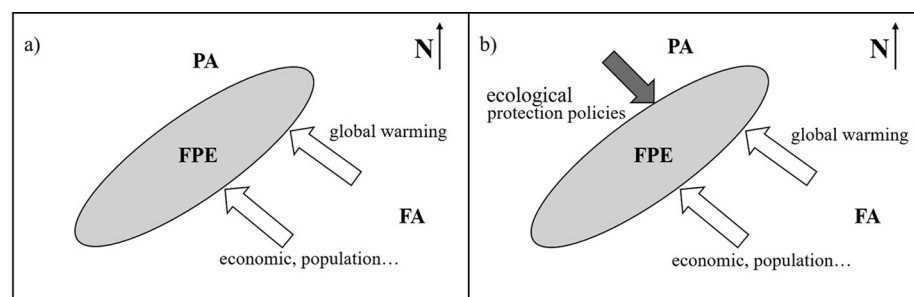 a)
PA
N
FPE
global warming
FA
economic, population…
b)
PA
N
ecological
protection policies
FPE
global warming
FA
economic, population…